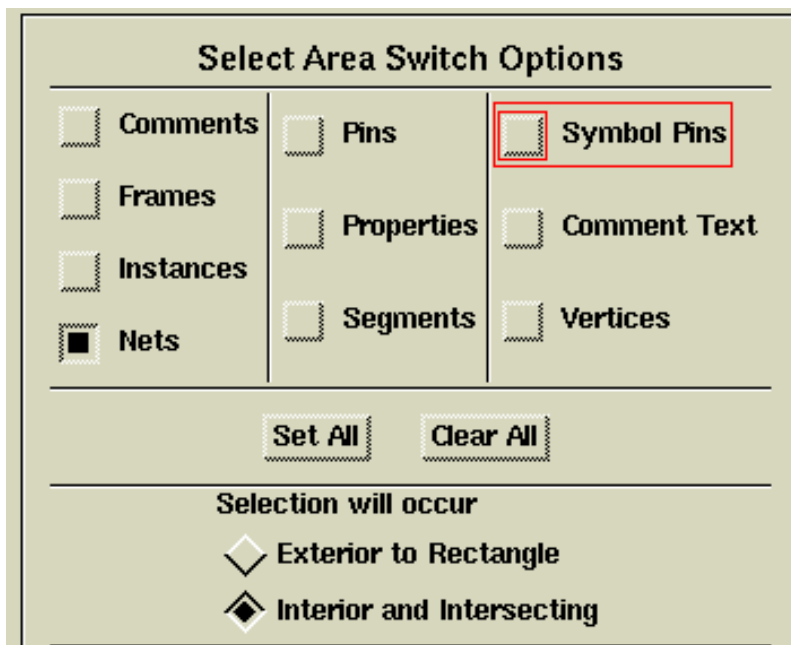 Select Area Switch Options
Comments
Frames
Instances
Nets
Pins
Properties
Segments
Symbol Pins
Comment Text
Vertices
Set All
Clear All
Selection will occur
Exterior to Rectangle
Interior and Intersecting